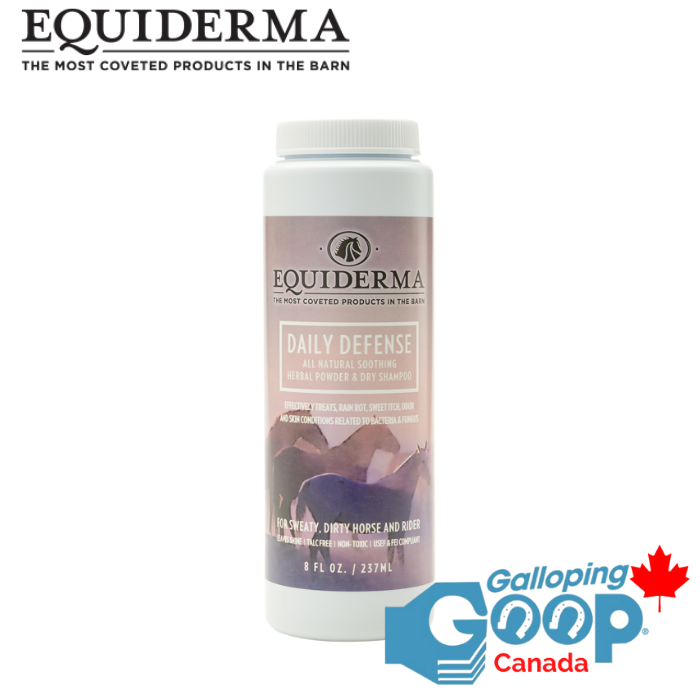 EQUIDERMA
THE MOST COVETED PRODUCTS IN THE BARN
EQUIDERMA
THE MOST COVETED PRODUCTS IN THE BARN
DAILY DEFENSE
ALL NATURAL SOOTHING
HERBAL POWDER & DRY SHAMPOO
EFFECTIVELY TREATS, RAIN ROT, SWEET ITCH, ODOR
AND SKIN CONDITIONS RELATED TO BACTERIA & FUNGUS
FOR SWEATY, DIRTY HORSE AND RIDER
LEAVES SHINE | TALC FREE | NON-TOXIC | USEF & FEI COMPLIANT
8 FL OZ. / 237ML
Galloping
GOOP®
Canada